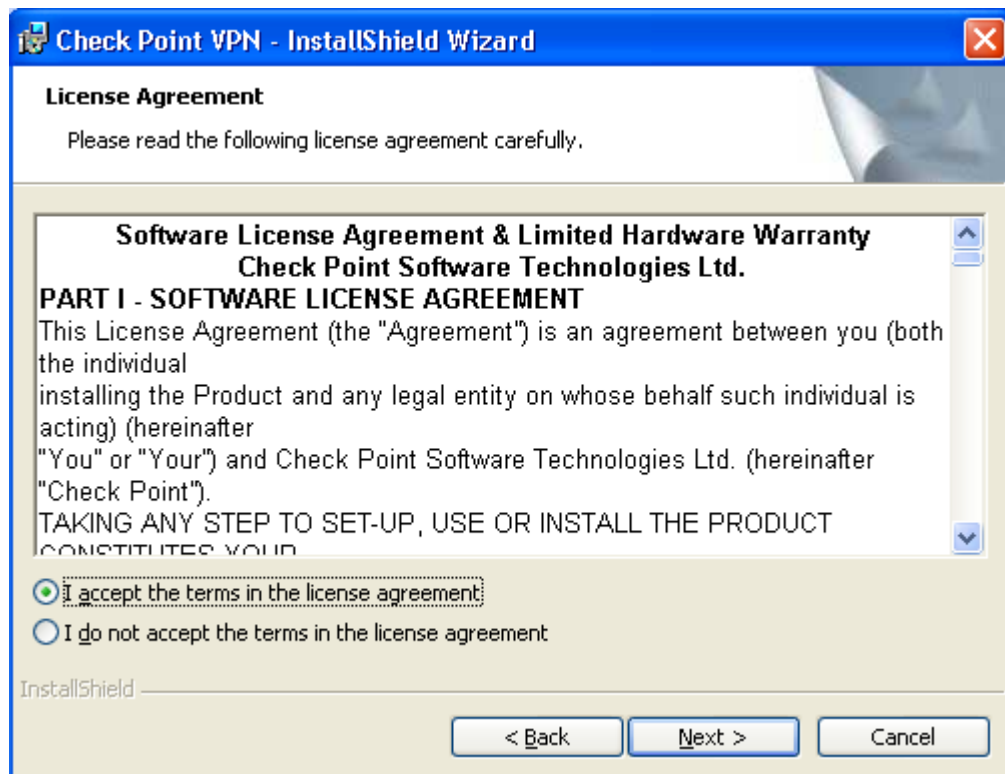 Check Point VPN - InstallShield Wizard
License Agreement
Please read the following license agreement carefully.
Software License Agreement & Limited Hardware Warranty
Check Point Software Technologies Ltd.
PART I - SOFTWARE LICENSE AGREEMENT
This License Agreement (the "Agreement") is an agreement between you (both
the individual
installing the Product and any legal entity on whose behalf such individual is
acting) (hereinafter
"You" or "Your") and Check Point Software Technologies Ltd. (hereinafter
"Check Point").
TAKING ANY STEP TO SET-UP, USE OR INSTALL THE PRODUCT
CONSTITUTES YOUR
I accept the terms in the license agreement
I do not accept the terms in the license agreement
InstallShield
< Back
Next >
Cancel